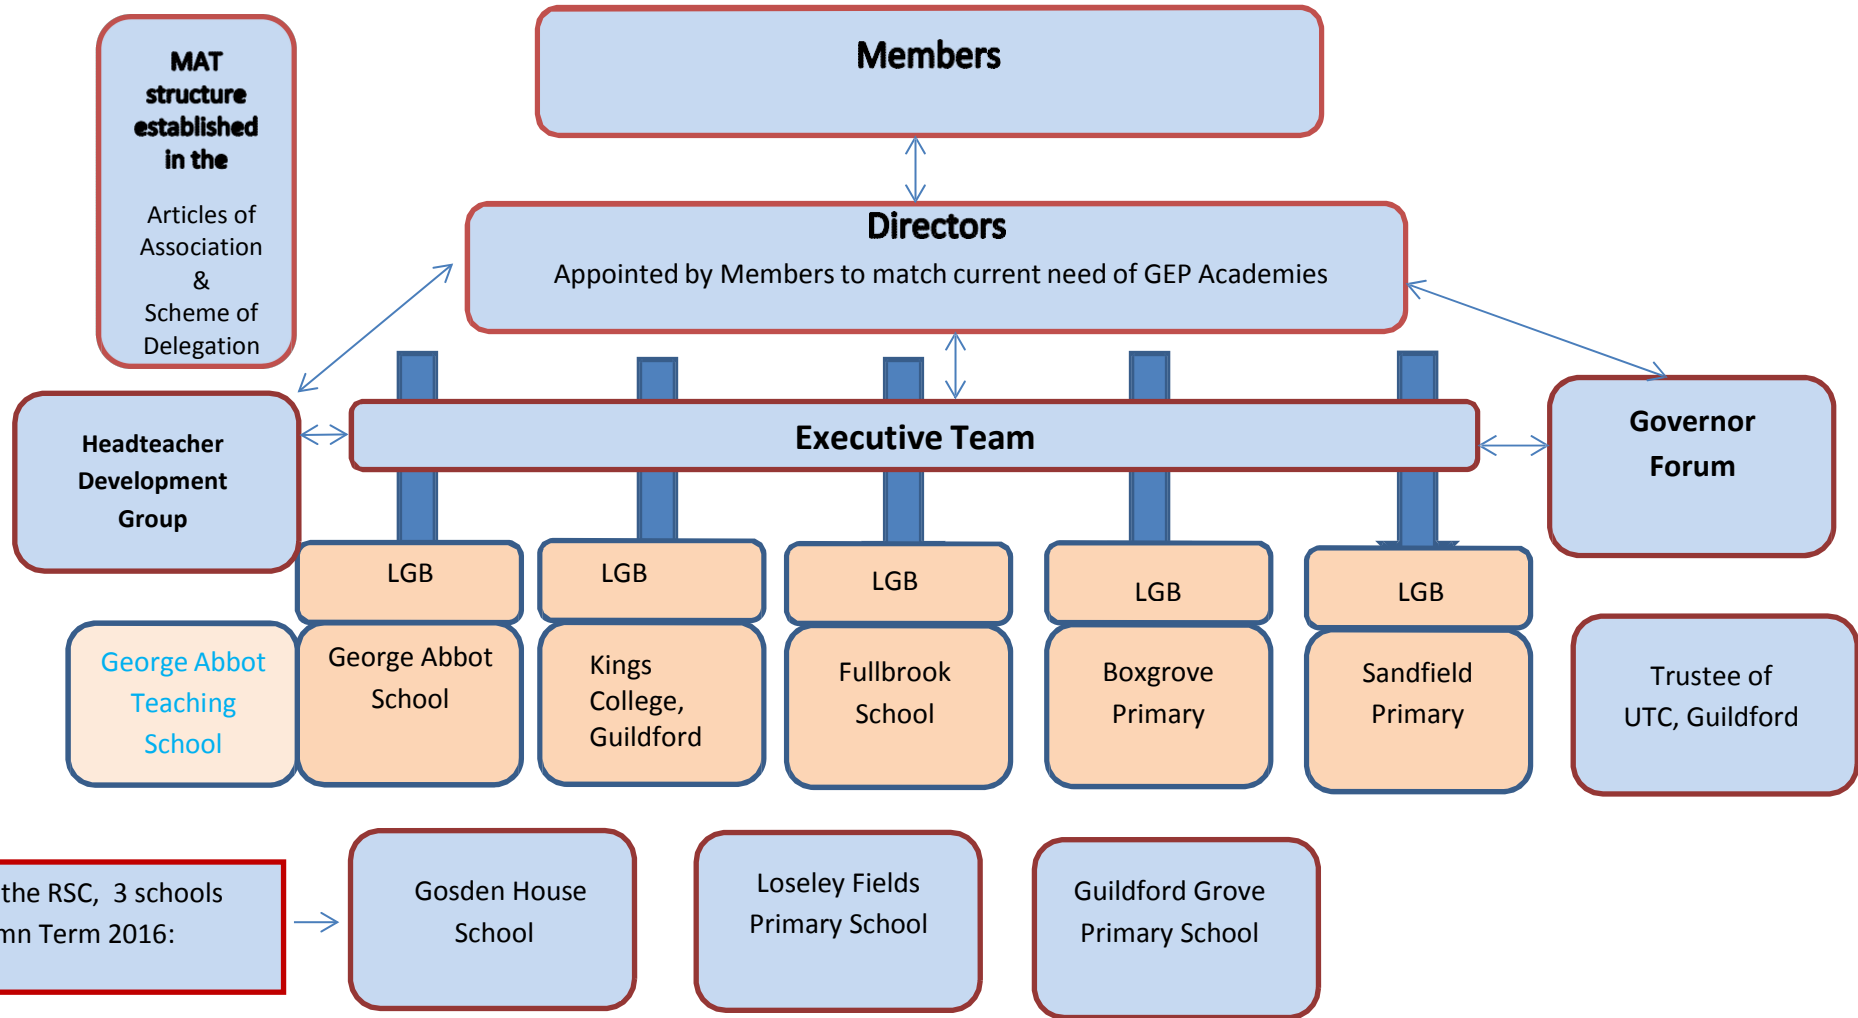 MAT
structure
established
in the
Articles of
Association
&
Scheme of
Delegation
Members
Directors
Appointed by Members to match current need of GEP Academies
Headteacher
Development
Group
Executive Team
Governor
Forum
LGB
LGB
LGB
LGB
LGB
George Abbot
Teaching
School
George Abbot
School
Kings
College,
Guildford
Fullbrook
School
Boxgrove
Primary
Sandfield
Primary
Trustee of
UTC, Guildford
the RSC, 3 schools
mn Term 2016:
Gosden House
School
Loseley Fields
Primary School
Guildford Grove
Primary School